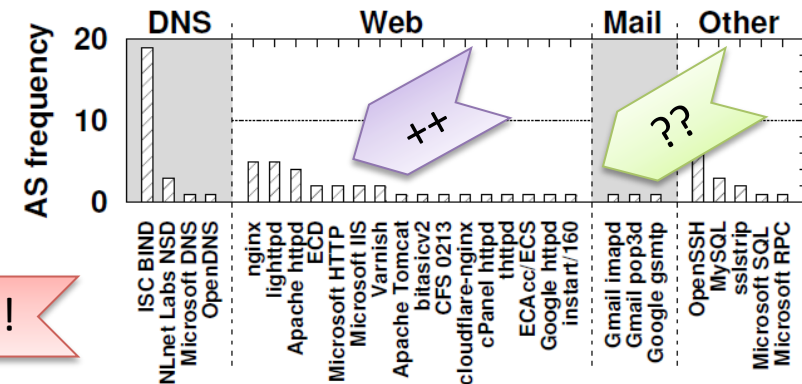 DNS Web Mail Other
AS frequency
20
10
0
++
??
!
ISC BIND
NLnet Labs NSD
Microsoft DNS
OpenDNS
nginx
lighttpd
Apache httpd
ECD
Microsoft HTTP
Microsoft IIS
Varnish
Apache Tomcat
bitasicv2
CFS 0213
cloudflare-nginx
cPanel httpd
thttpd
ECAcc/ECS
Google httpd
instart/160
Gmail imapd
Gmail pop3d
Google gsmtp
OpenSSH
MySQL
sslstrip
Microsoft SQL
Microsoft RPC